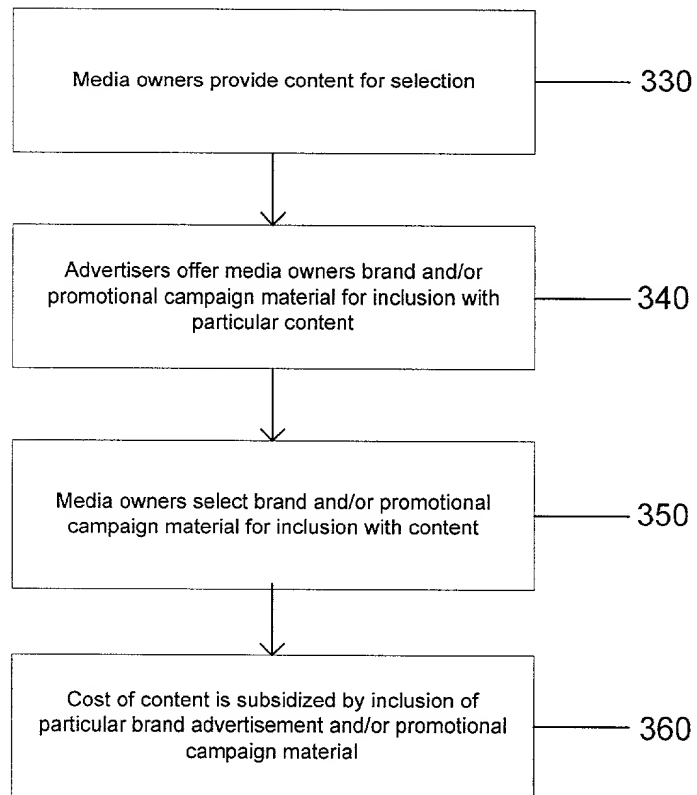 Media owners provide content for selection
330
Advertisers offer media owners brand and/or
promotional campaign material for inclusion with
particular content
340
Media owners select brand and/or promotional
campaign material for inclusion with content
350
Cost of content is subsidized by inclusion of
particular brand advertisement and/or promotional
campaign material
360